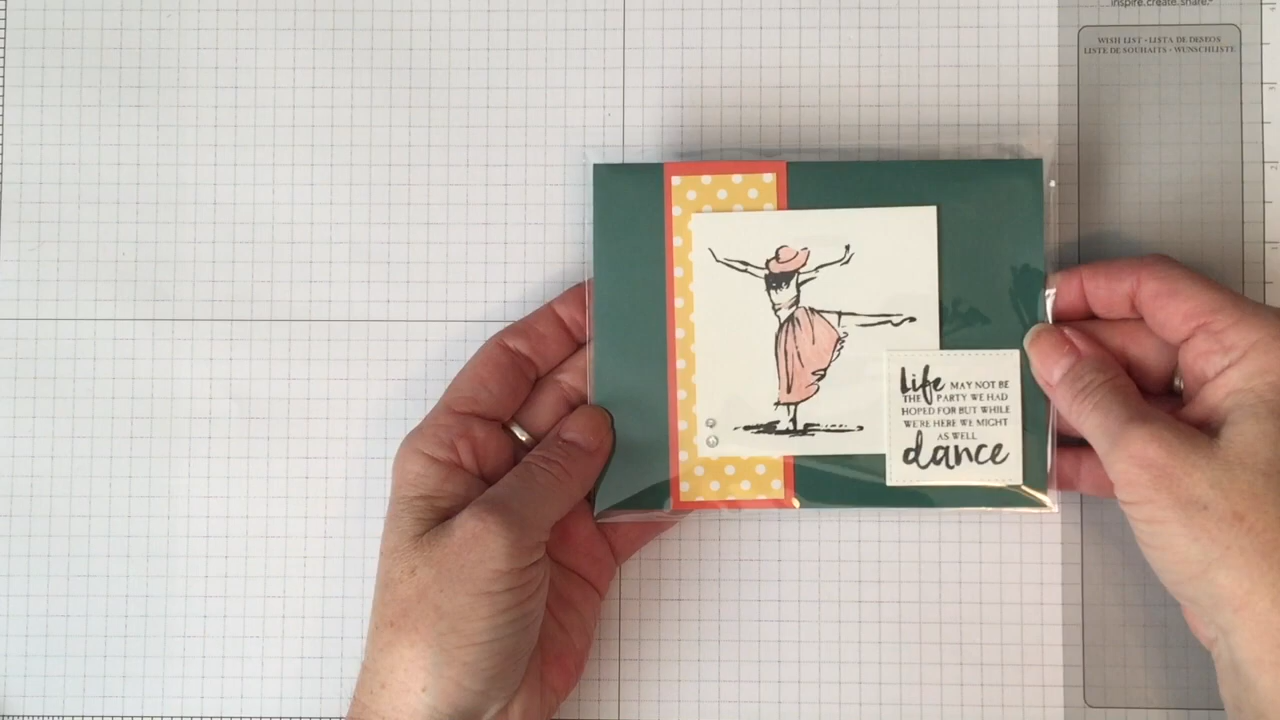 inspire.create.share.®
WISH LIST • LISTA DE DESEOS
LISTE DE SOUHAITS • WUNSCHLISTE
life MAY NOT BE
THE PARTY WE HAD
HOPED FOR BUT WHILE
WE'RE HERE WE MIGHT
AS WELL
dance